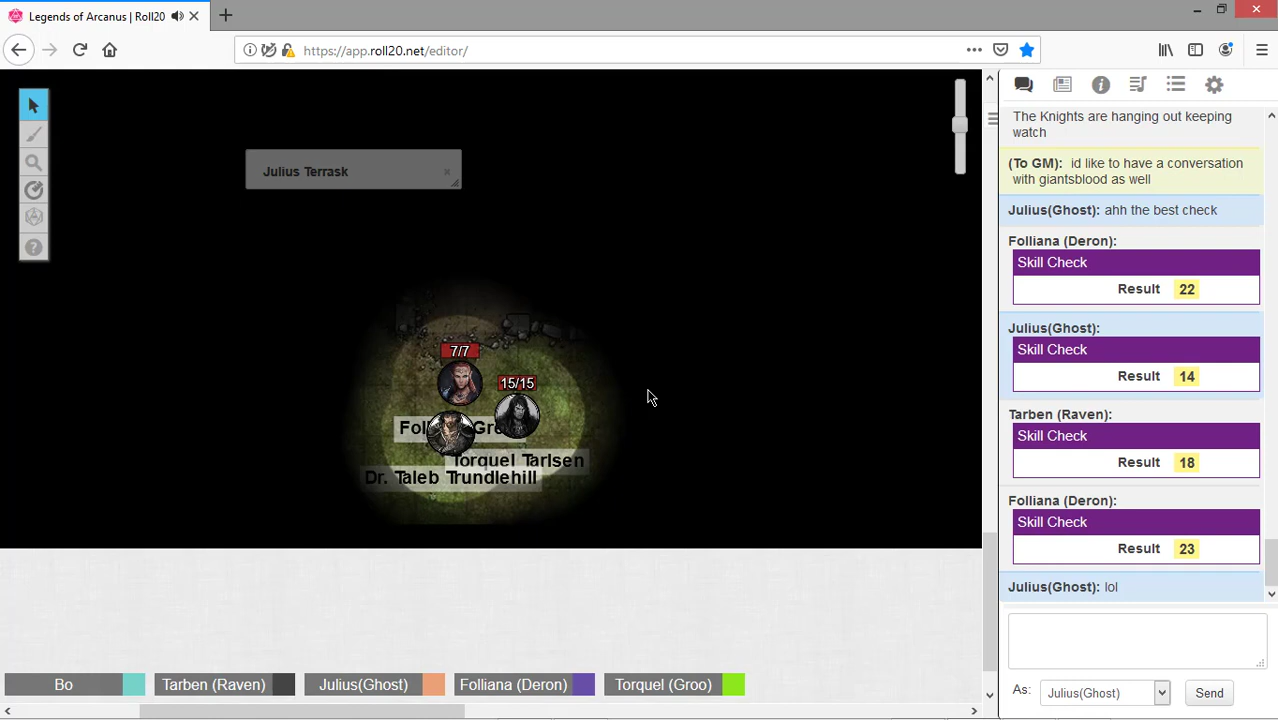 Legends of Arcanus | Roll20
https://app.roll20.net/editor/
Julius Terrask
7/7
15/15
Torquel Tarlsen
Dr. Taleb Trundlehill
The Knights are hanging out keeping
watch
(To GM): id like to have a conversation
with giantsblood as well
Julius(Ghost): ahh the best check
Folliana (Deron):
Skill Check
Result 22
Julius(Ghost):
Skill Check
Result 14
Tarben (Raven):
Skill Check
Result 18
Folliana (Deron):
Skill Check
Result 23
Julius(Ghost): lol
As: Julius(Ghost) Send
Bo Tarben (Raven) Julius(Ghost) Folliana (Deron) Torquel (Groo)